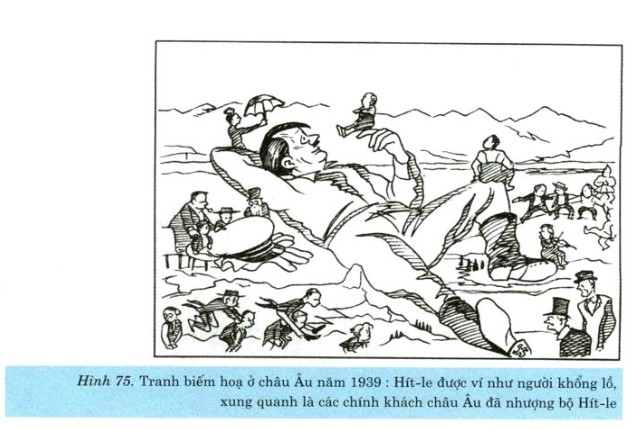 Hình 75. Tranh biếm hoạ ở châu Âu năm 1939 : Hít-le được ví như người khổng lồ,
xung quanh là các chính khách châu Âu đã nhượng bộ Hít-le